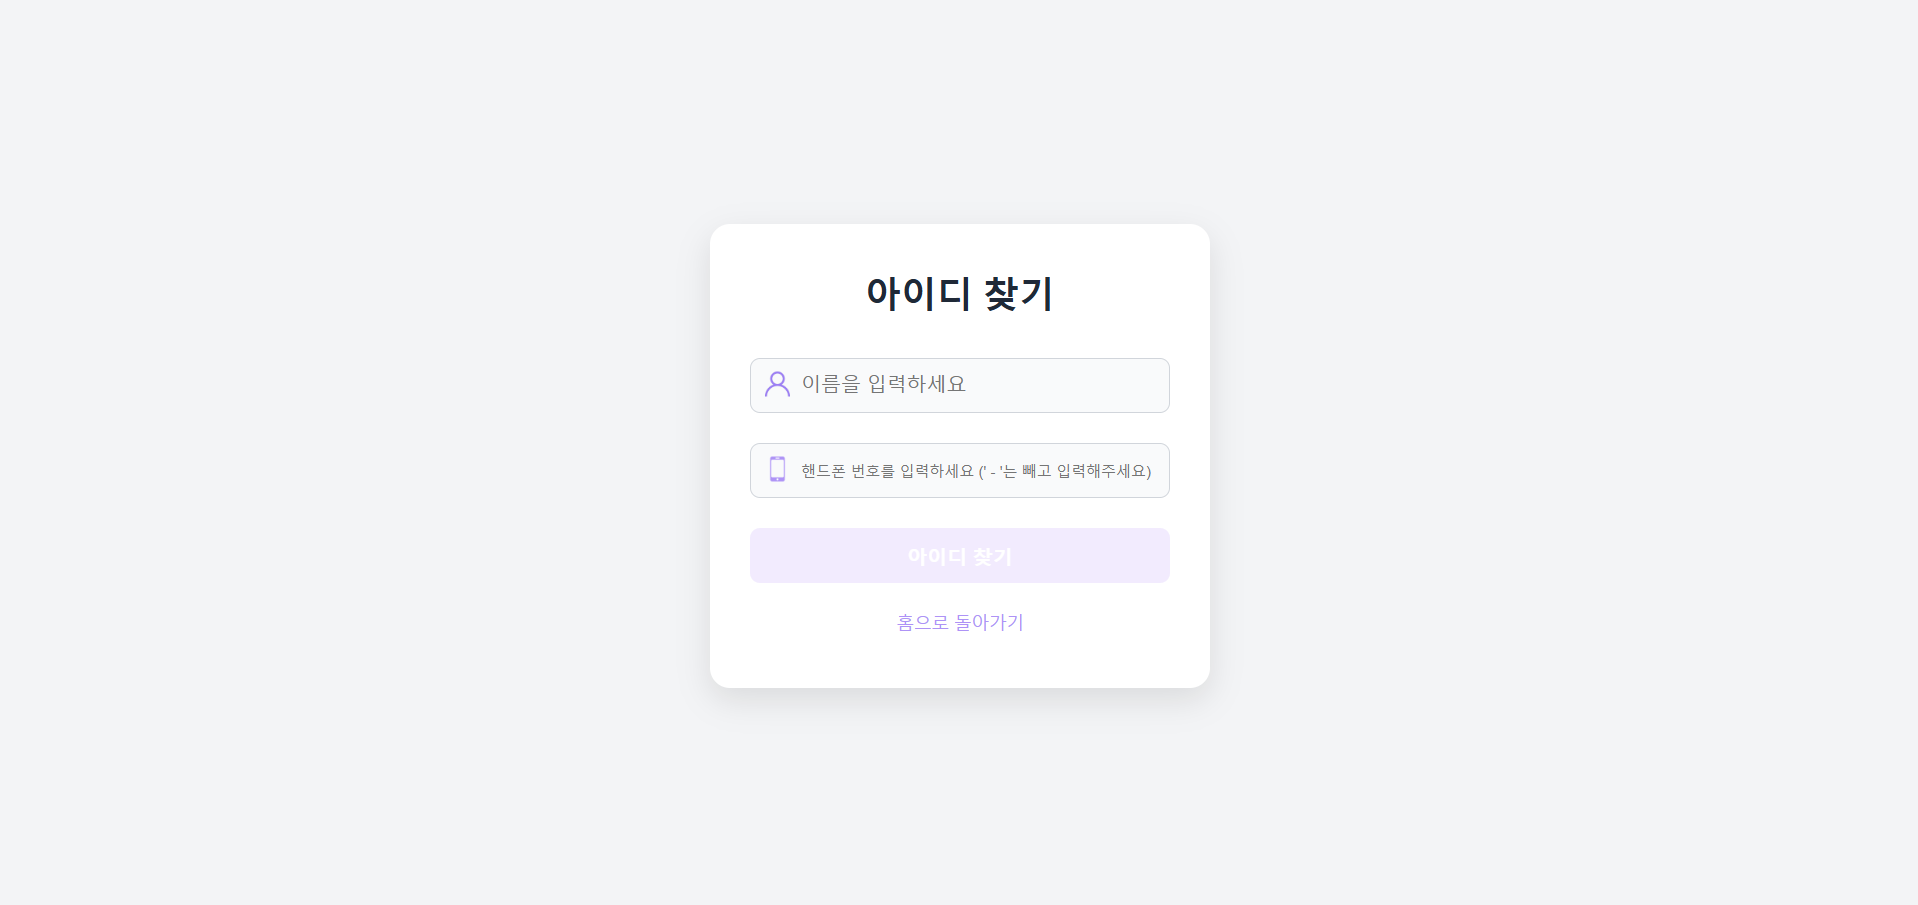 아이디 찾기
이름을 입력하세요
핸드폰 번호를 입력하세요 (' - '는 빼고 입력해주세요)
아이디 찾기
홈으로 돌아가기